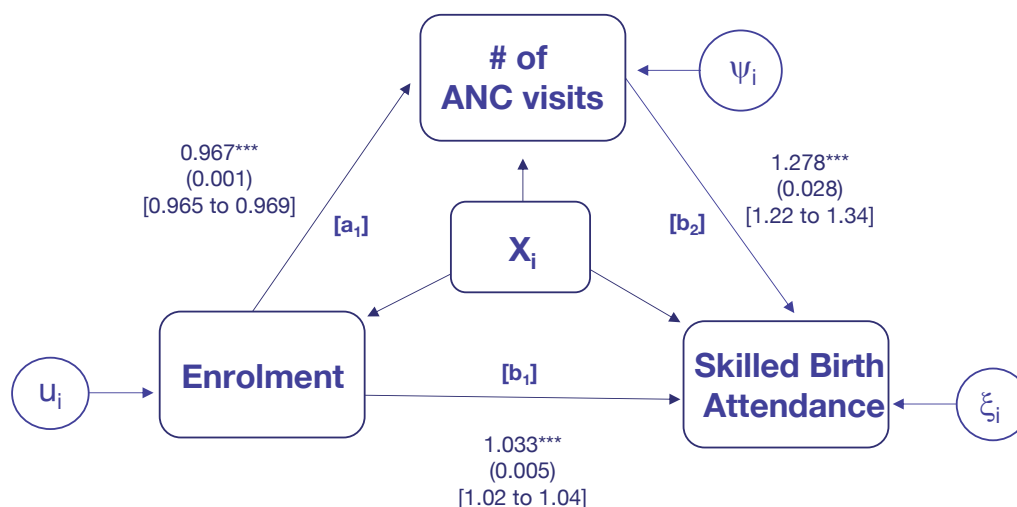 # of
ANC visits
ψᵢ
0.967***
(0.001)
[0.965 to 0.969]
[a₁]
1.278***
(0.028)
[1.22 to 1.34]
[b₂]
Xᵢ
Enrolment
[b₁]
Skilled Birth
Attendance
uᵢ
ξᵢ
1.033***
(0.005)
[1.02 to 1.04]